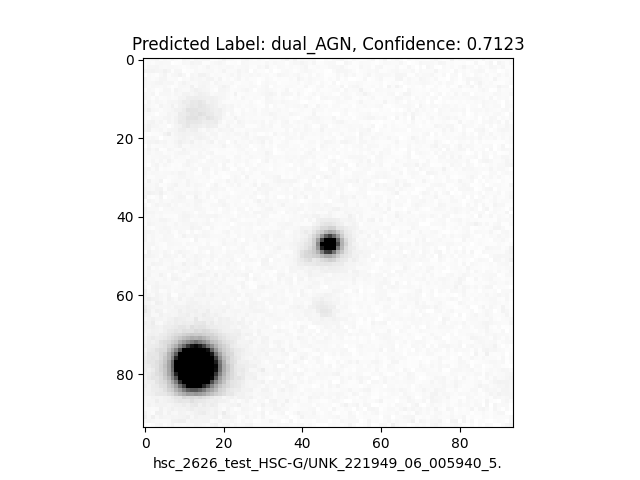 Predicted Label: dual_AGN, Confidence: 0.7123
0
20
40
60
80
0 20 40 60 80
hsc_2626_test_HSC-G/UNK_221949_06_005940_5.